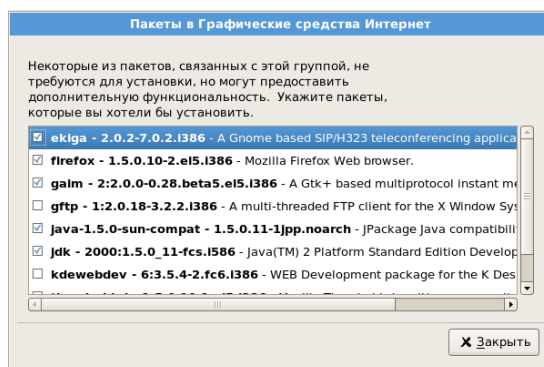 Пакеты в Графические средства Интернет
Некоторые из пакетов, связанных с этой группой, не
требуются для установки, но могут предоставить
дополнительную функциональность. Укажите пакеты,
которые вы хотели бы установить.
ekiga - 2.0.2-7.0.2.i386 - A Gnome based SIP/H323 teleconferencing applica
firefox - 1.5.0.10-2.el5.i386 - Mozilla Firefox Web browser.
gaim - 2:2.0.0-0.28.beta5.el5.i386 - A Gtk+ based multiprotocol instant me
gftp - 1:2.0.18-3.2.2.i386 - A multi-threaded FTP client for the X Window Sys
java-1.5.0-sun-compat - 1.5.0.11-1jpp.noarch - JPackage Java compatibili
jdk - 2000:1.5.0_11-fcs.i586 - Java(TM) 2 Platform Standard Edition Develop
kdewebdev - 6:3.5.4-2.fc6.i386 - WEB Development package for the K Des
Закрыть